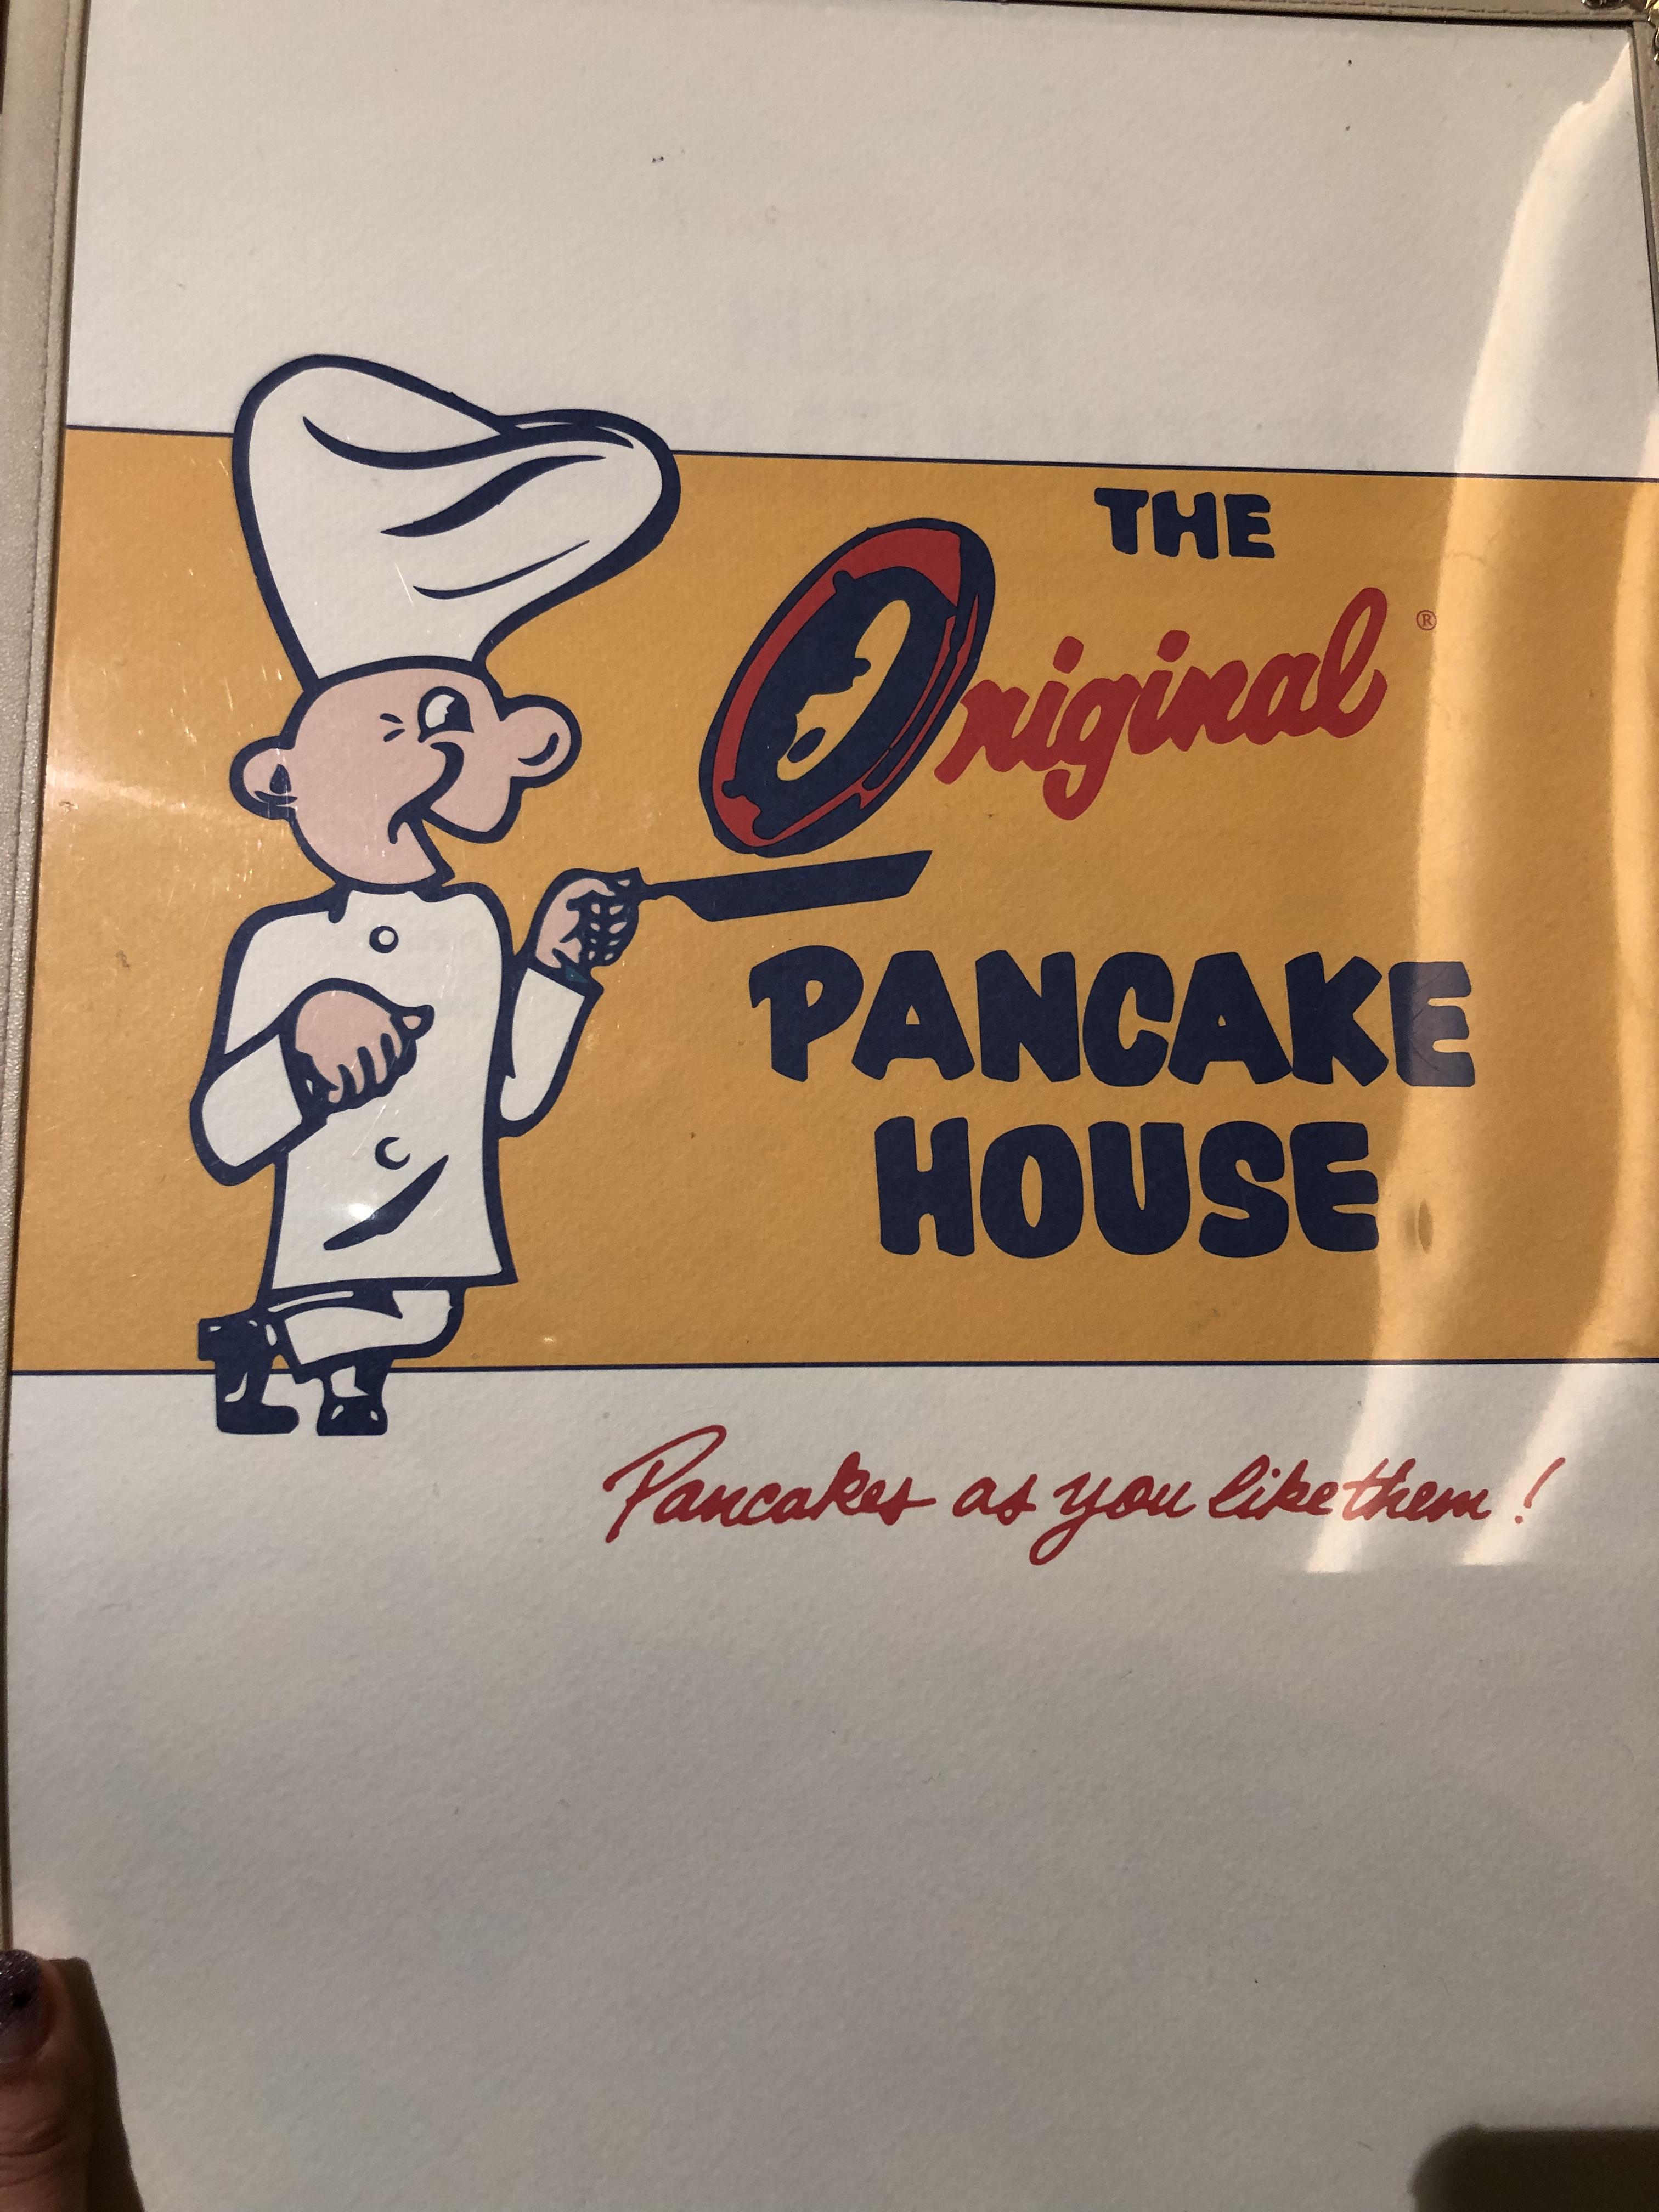 THE
Original ®
PANCAKE
HOUSE
Pancakes as you like them!